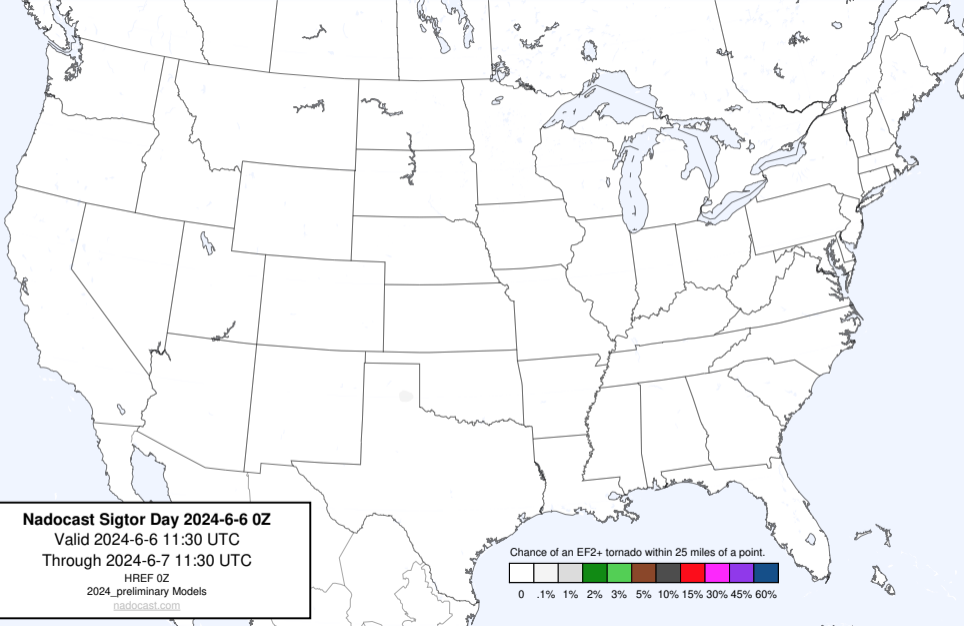 Nadocast Sigtor Day 2024-6-6 0Z
Valid 2024-6-6 11:30 UTC
Through 2024-6-7 11:30 UTC
HREF 0Z
2024_preliminary Models
nadocast.com
Chance of an EF2+ tornado within 25 miles of a point.
0 .1% 1% 2% 3% 5% 10% 15% 30% 45% 60%